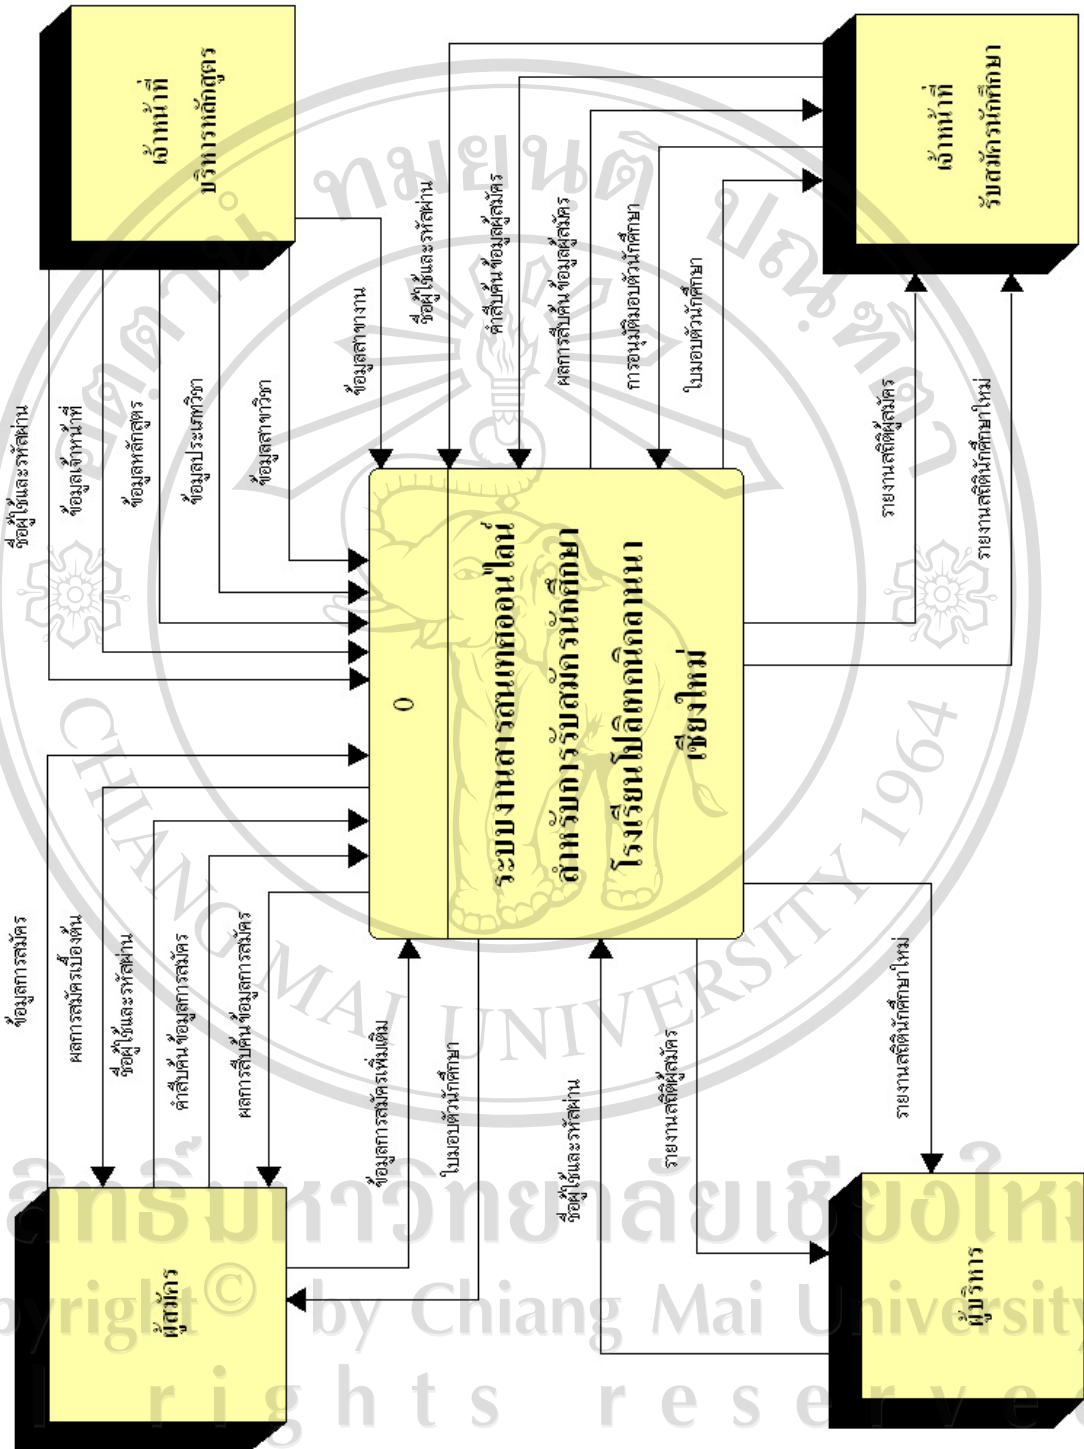 ผู้สมัคร
ข้อมูลการสมัคร
ผลการสมัครเบื้องต้น
ชื่อผู้ใช้และรหัสผ่าน
คำสืบค้นข้อมูลการสมัคร
ผลการสืบค้นข้อมูลการสมัคร
ข้อมูลการสมัครเพิ่มเติม
ใบมอบตัวนักศึกษา
เจ้าหน้าที่
บริหารหลักสูตร
ชื่อผู้ใช้และรหัสผ่าน
ข้อมูลเจ้าหน้าที่
ข้อมูลหลักสูตร
ข้อมูลประเภทวิชา
ข้อมูลสาขาวิชา
ข้อมูลสาขางาน
0
ระบบงานสารสนเทศออนไลน์
สำหรับการรับสมัครนักศึกษา
โรงเรียนโปลิเทคนิคลานนา
เชียงใหม่
ชื่อผู้ใช้และรหัสผ่าน
คำสืบค้นข้อมูลผู้สมัคร
ผลการสืบค้นข้อมูลผู้สมัคร
การอนุมัติมอบตัวนักศึกษา
ใบมอบตัวนักศึกษา
รายงานสถิติผู้สมัคร
รายงานสถิตินักศึกษาใหม่
เจ้าหน้าที่
รับสมัครนักศึกษา
ชื่อผู้ใช้และรหัสผ่าน
รายงานสถิติผู้สมัคร
รายงานสถิตินักศึกษาใหม่
ผู้บริหาร
CHIANG MAI UNIVERSITY 1964
สิทธิ์มหาวิทยาลัยเชียงใหม่
pyright © by Chiang Mai University
l rights reserve